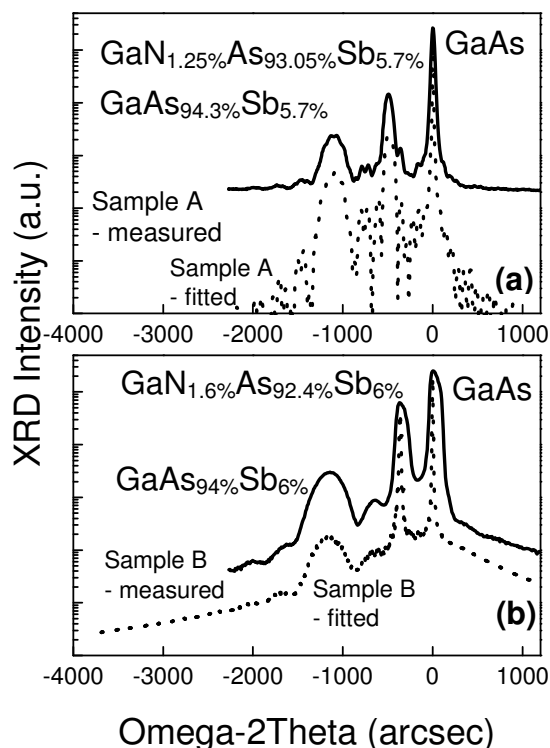 XRD Intensity (a.u.)
GaN1.25%As93.05%Sb5.7%
GaAs
GaAs94.3%Sb5.7%
Sample A
- measured
Sample A
- fitted
(a)
-4000 -3000 -2000 -1000 0 1000
GaN1.6%As92.4%Sb6%
GaAs
GaAs94%Sb6%
Sample B
- measured
Sample B
- fitted
(b)
-4000 -3000 -2000 -1000 0 1000
Omega-2Theta (arcsec)